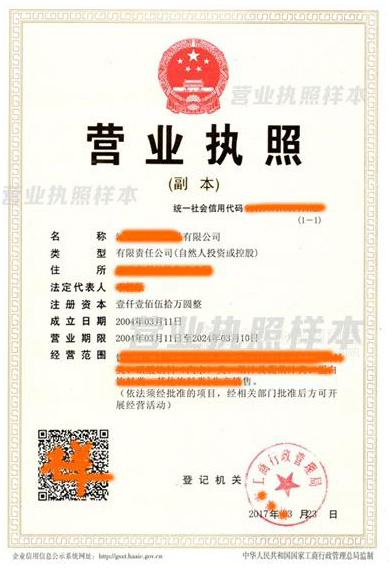 营业执照样本
营业执照
(副 本)
统一社会信用代码
(1-1)
营业执照样本
名 称 有限公司
类 型 有限责任公司(自然人投资或控股)
住 所
法定代表人
注 册 资 本 壹仟壹佰伍拾万圆整
成 立 日 期 2004年03月11日
营 业 期 限 2004年03月11日至2024年03月10日
营业执照样本
经 营 范 围
售。
(依法须经批准的项目，经相关部门批准后方可开
展经营活动)
样
登 记 机 关
工商行政管理局
2017年03月23日
企业信用信息公示系统网址: http://gsxt.haaic.gov.cn
中华人民共和国国家工商行政管理总局监制